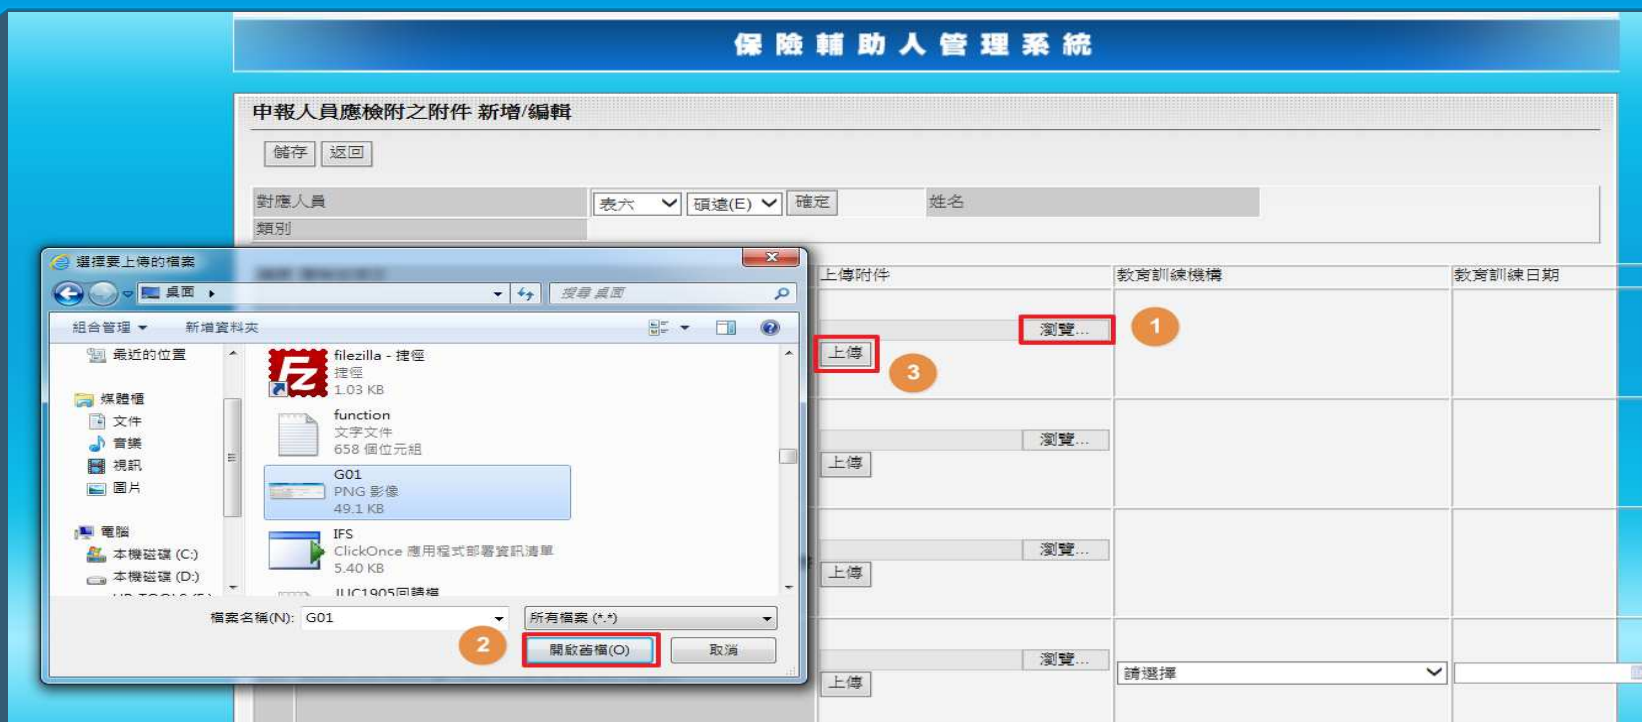 保險輔助人管理系統
申報人員應檢附之附件 新增/編輯
儲存 返回
對應人員 表六 碩遠(E) 確定 姓名
類別
選擇要上傳的檔案
桌面
搜尋 桌面
組合管理 新增資料夾
最近的位置
媒體櫃
文件
音樂
視訊
圖片
電腦
本機磁碟 (C:)
本機磁碟 (D:)
filezilla - 捷徑
捷徑
1.03 KB
function
文字文件
658 個位元組
G01
PNG 影像
49.1 KB
IFS
ClickOnce 應用程式部署資訊清單
5.40 KB
檔案名稱(N): G01 所有檔案 (*.*)
2 開啟舊檔(O) 取消
上傳附件 教育訓練機構 教育訓練日期
瀏覽... 1
上傳 3
瀏覽...
上傳
瀏覽...
上傳
瀏覽... 請選擇
上傳